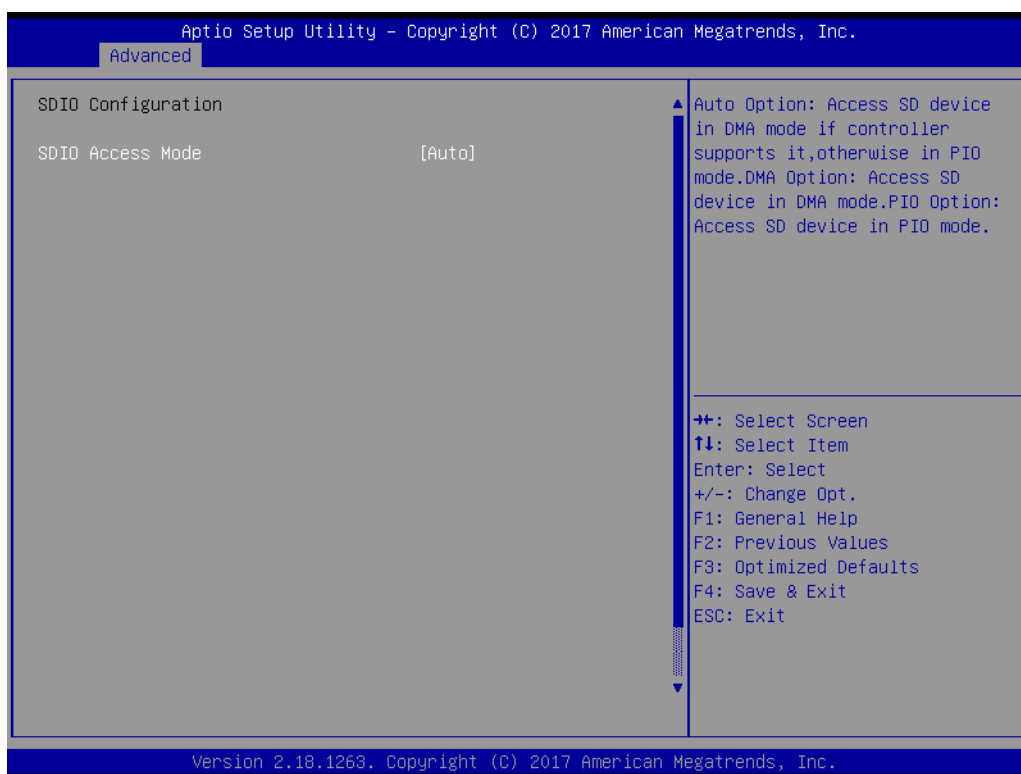 Aptio Setup Utility – Copyright (C) 2017 American Megatrends, Inc.
Advanced
SDIO Configuration
SDIO Access Mode [Auto]
Auto Option: Access SD device
in DMA mode if controller
supports it,otherwise in PIO
mode.DMA Option: Access SD
device in DMA mode.PIO Option:
Access SD device in PIO mode.
→←: Select Screen
↑↓: Select Item
Enter: Select
+/-: Change Opt.
F1: General Help
F2: Previous Values
F3: Optimized Defaults
F4: Save & Exit
ESC: Exit
Version 2.18.1263. Copyright (C) 2017 American Megatrends, Inc.